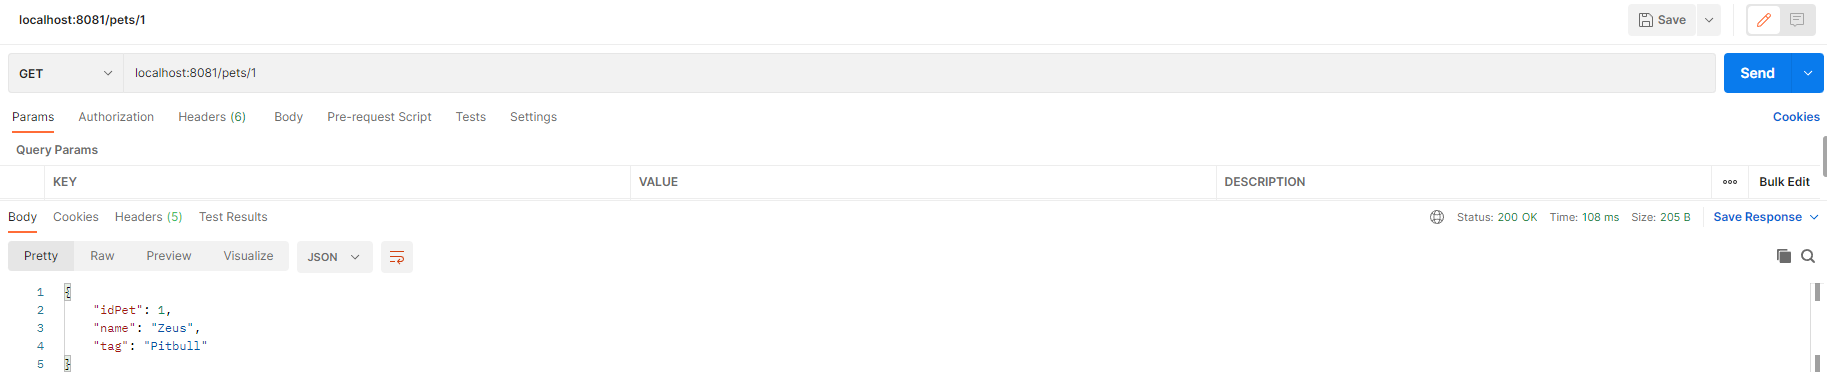 localhost:8081/pets/1
Save
GET localhost:8081/pets/1 Send
Params Authorization Headers (6) Body Pre-request Script Tests Settings Cookies
Query Params
KEY VALUE DESCRIPTION Bulk Edit
Body Cookies Headers (5) Test Results Status: 200 OK Time: 108 ms Size: 205 B Save Response
Pretty Raw Preview Visualize JSON
1 {
2 "idPet": 1,
3 "name": "Zeus",
4 "tag": "Pitbull"
5 }